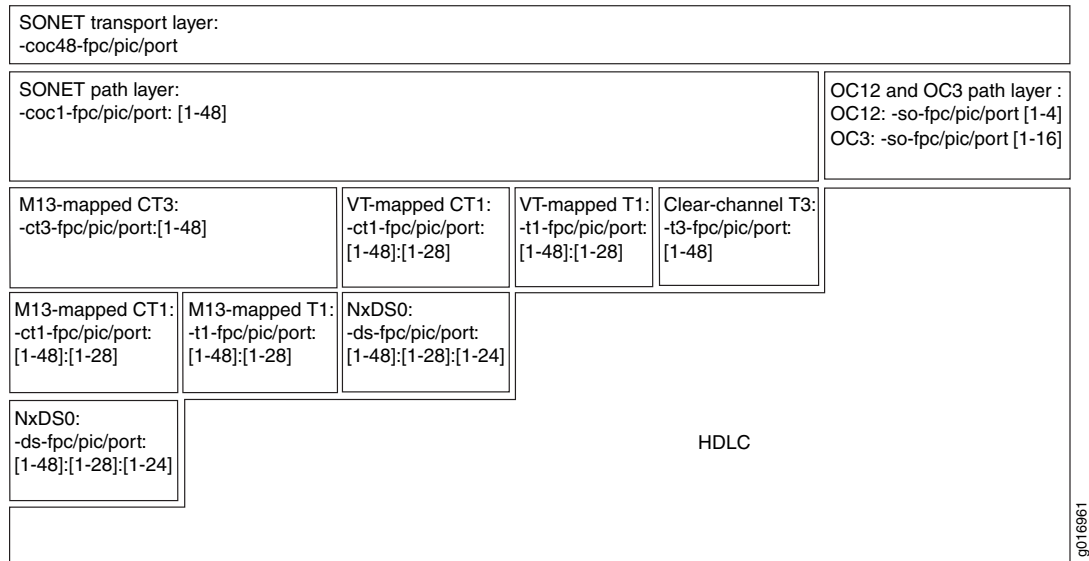 SONET transport layer:
-coc48-fpc/pic/port
SONET path layer:
-coc1-fpc/pic/port: [1-48]
OC12 and OC3 path layer :
OC12: -so-fpc/pic/port [1-4]
OC3: -so-fpc/pic/port [1-16]
M13-mapped CT3:
-ct3-fpc/pic/port:[1-48]
VT-mapped CT1:
-ct1-fpc/pic/port:
[1-48]:[1-28]
VT-mapped T1:
-t1-fpc/pic/port:
[1-48]:[1-28]
Clear-channel T3:
-t3-fpc/pic/port:
[1-48]
M13-mapped CT1:
-ct1-fpc/pic/port:
[1-48]:[1-28]
M13-mapped T1:
-t1-fpc/pic/port:
[1-48]:[1-28]
NxDS0:
-ds-fpc/pic/port:
[1-48]:[1-28]:[1-24]
NxDS0:
-ds-fpc/pic/port:
[1-48]:[1-28]:[1-24]
HDLC
g016961